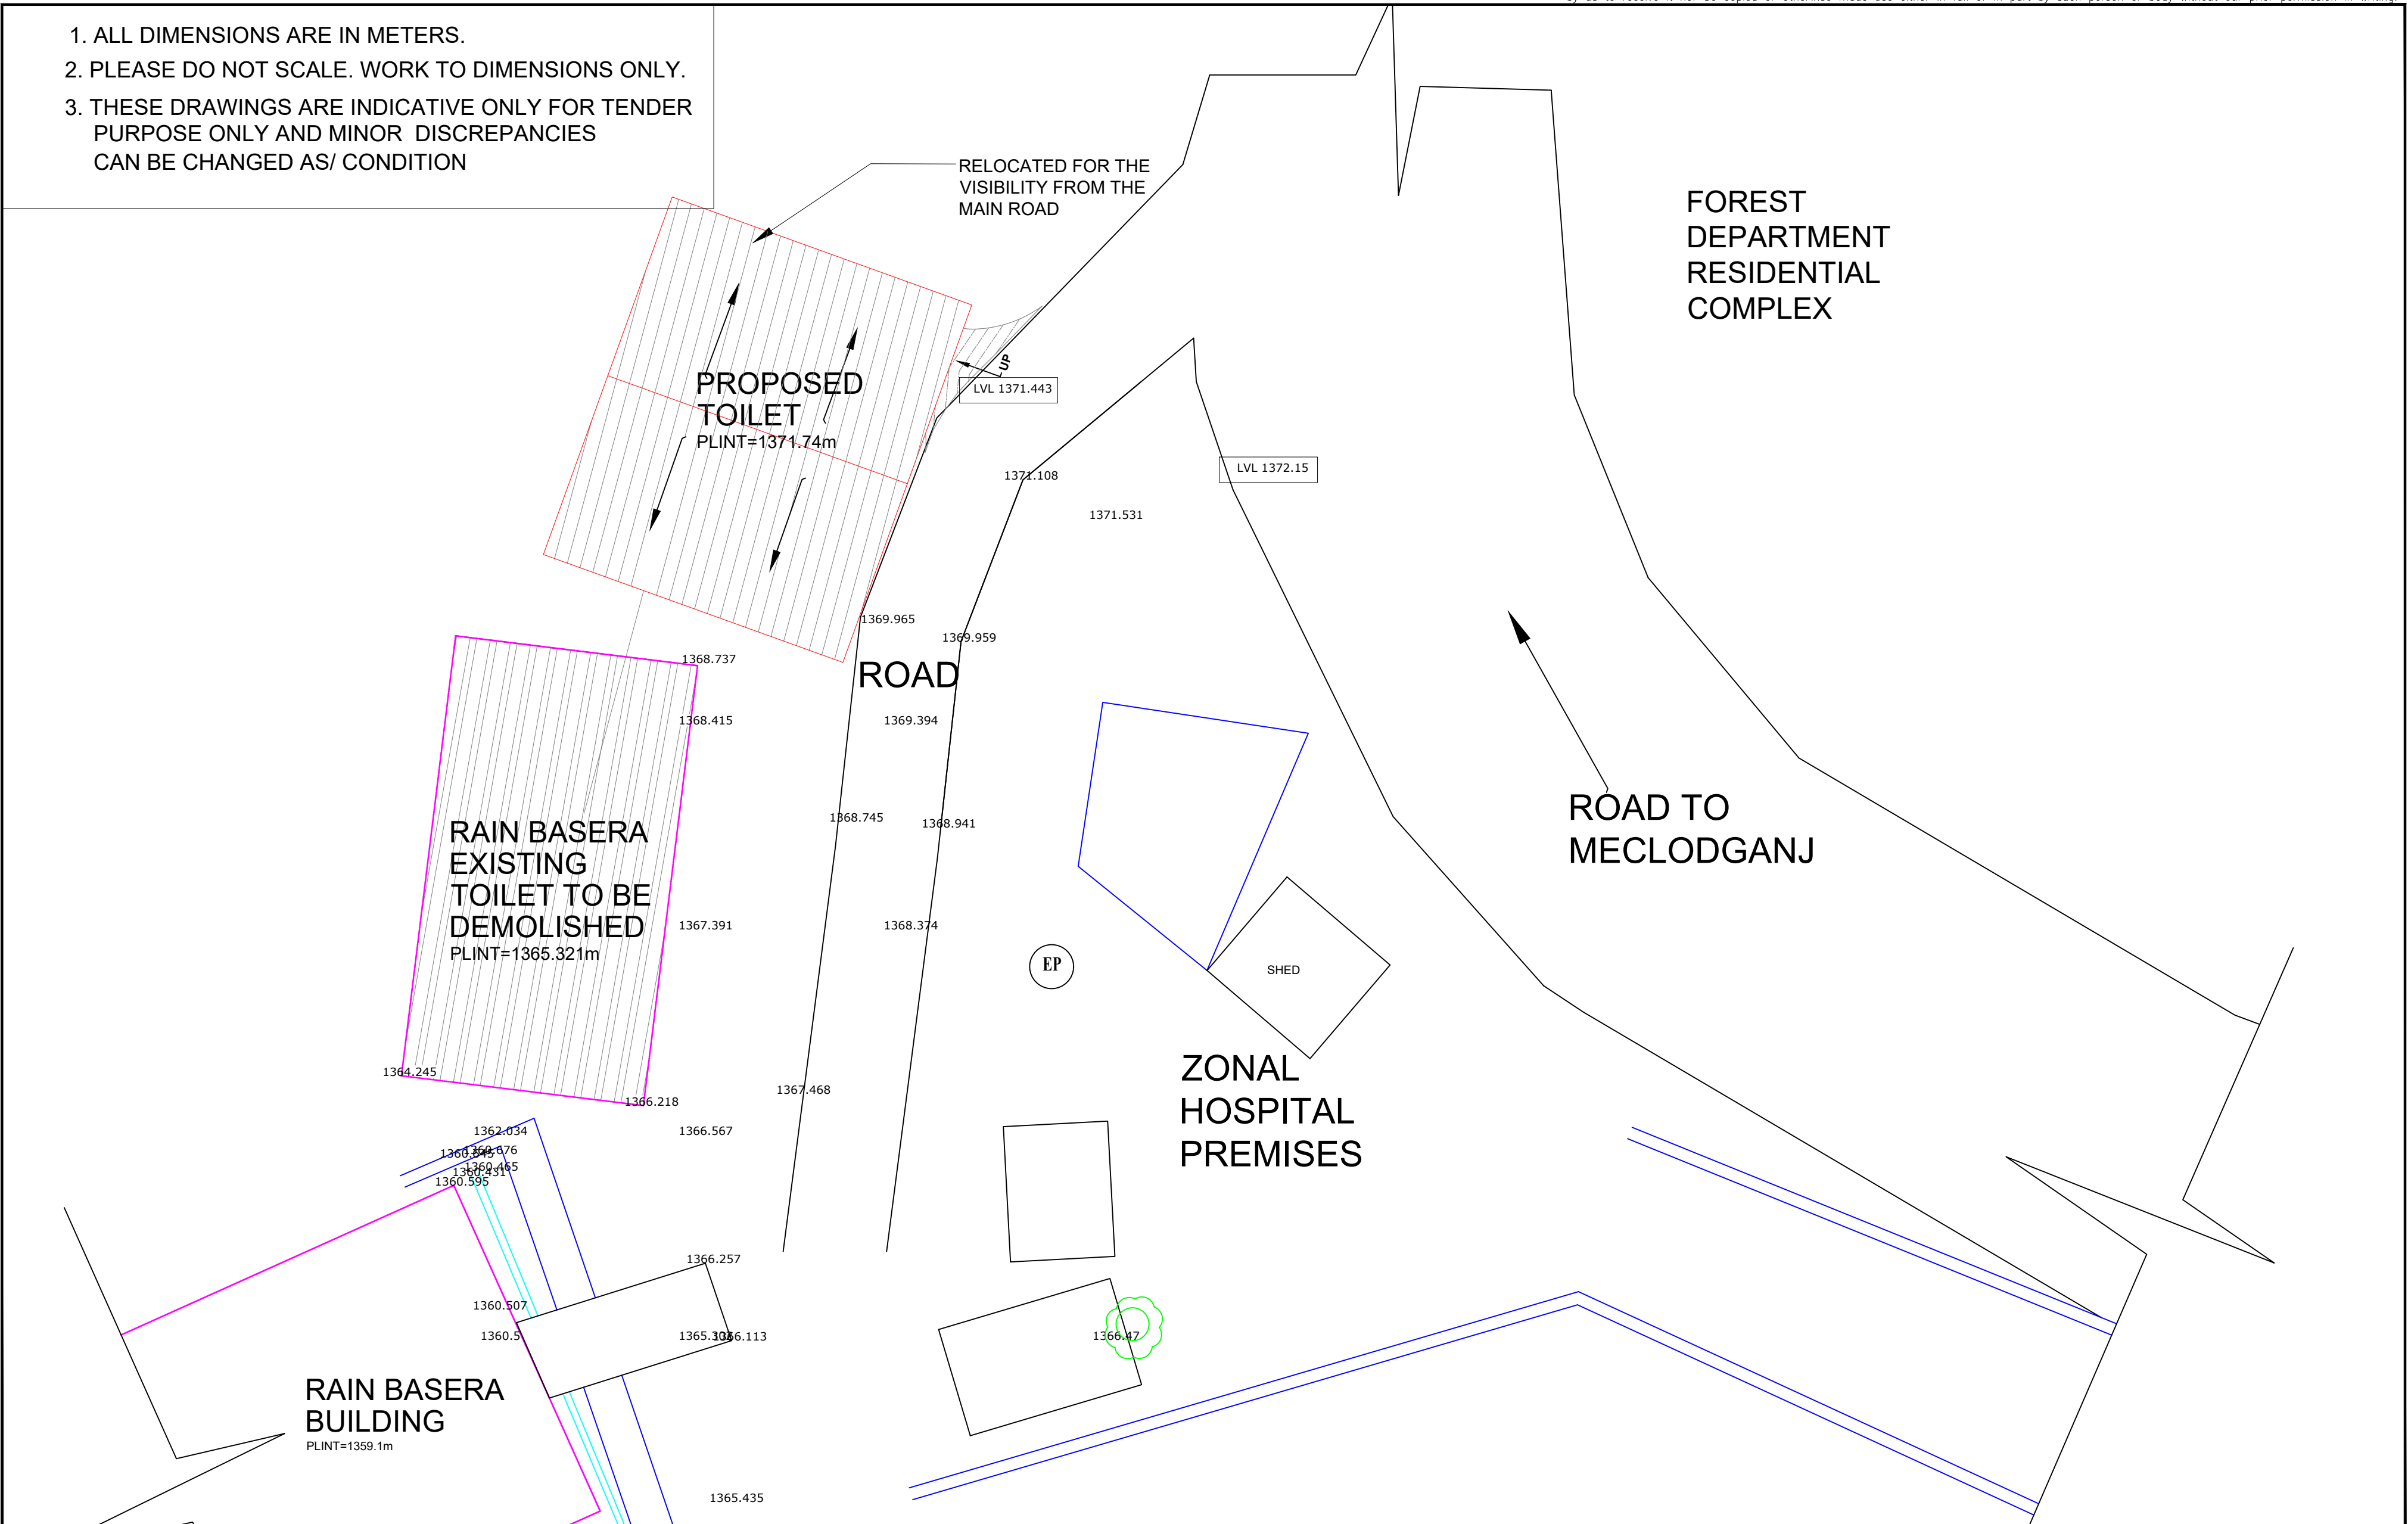 1. ALL DIMENSIONS ARE IN METERS.
2. PLEASE DO NOT SCALE. WORK TO DIMENSIONS ONLY.
3. THESE DRAWINGS ARE INDICATIVE ONLY FOR TENDER
PURPOSE ONLY AND MINOR DISCREPANCIES
CAN BE CHANGED AS/ CONDITION
RELOCATED FOR THE
VISIBILITY FROM THE
MAIN ROAD
FOREST
DEPARTMENT
RESIDENTIAL
COMPLEX
UP
LVL 1371.443
PROPOSED
TOILET
PLINT=1371.74m
1371.108
LVL 1372.15
1371.531
1369.965
1369.959
1368.737
ROAD
1368.415
1369.394
1368.745
1368.941
ROAD TO
MECLODGANJ
RAIN BASERA
EXISTING
TOILET TO BE
DEMOLISHED
PLINT=1365.321m
1367.391
1368.374
EP
SHED
1364.245
1366.218
1367.468
ZONAL
HOSPITAL
PREMISES
1362.034
1366.567
1360.465
1360.431
1360.595
1366.257
1360.507
1360.5
1366.113
1366.47
RAIN BASERA
BUILDING
PLINT=1359.1m
1365.435